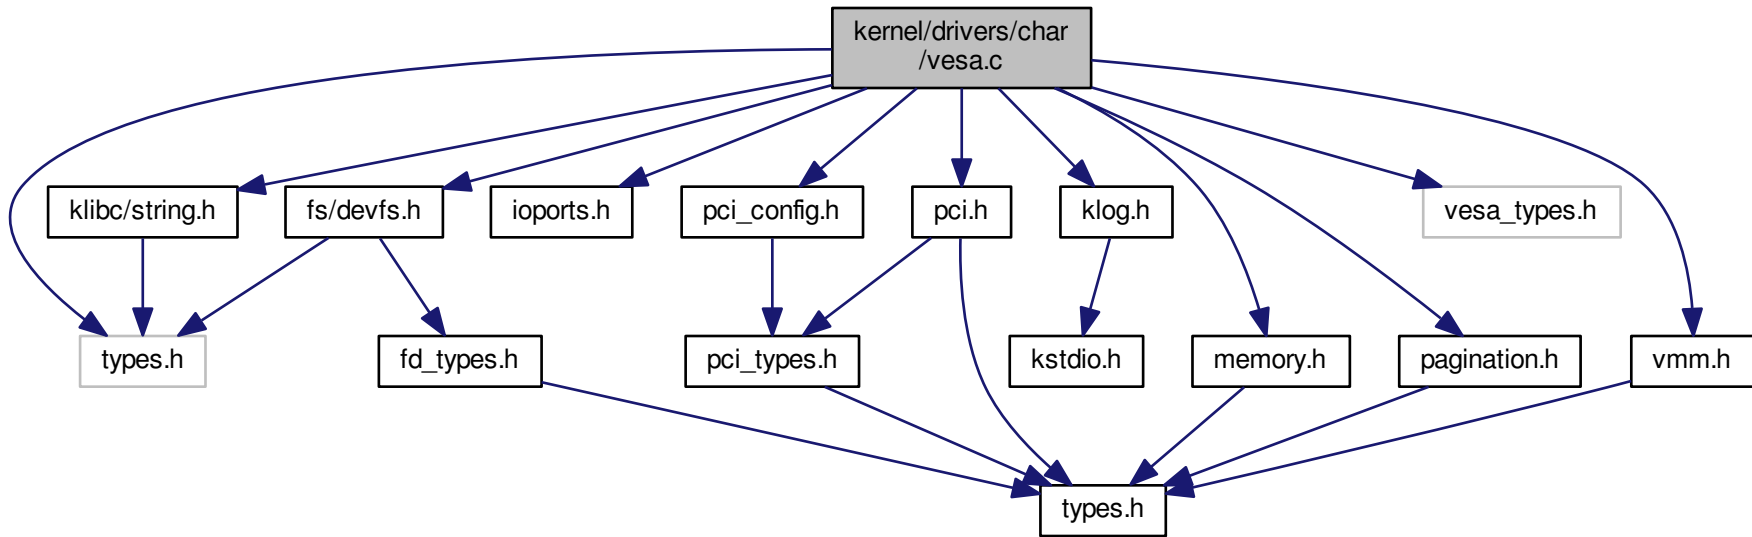 kernel/drivers/char
/vesa.c
klibc/string.h
fs/devfs.h
ioports.h
pci_config.h
pci.h
klog.h
vesa_types.h
types.h
fd_types.h
pci_types.h
kstdio.h
memory.h
pagination.h
vmm.h
types.h